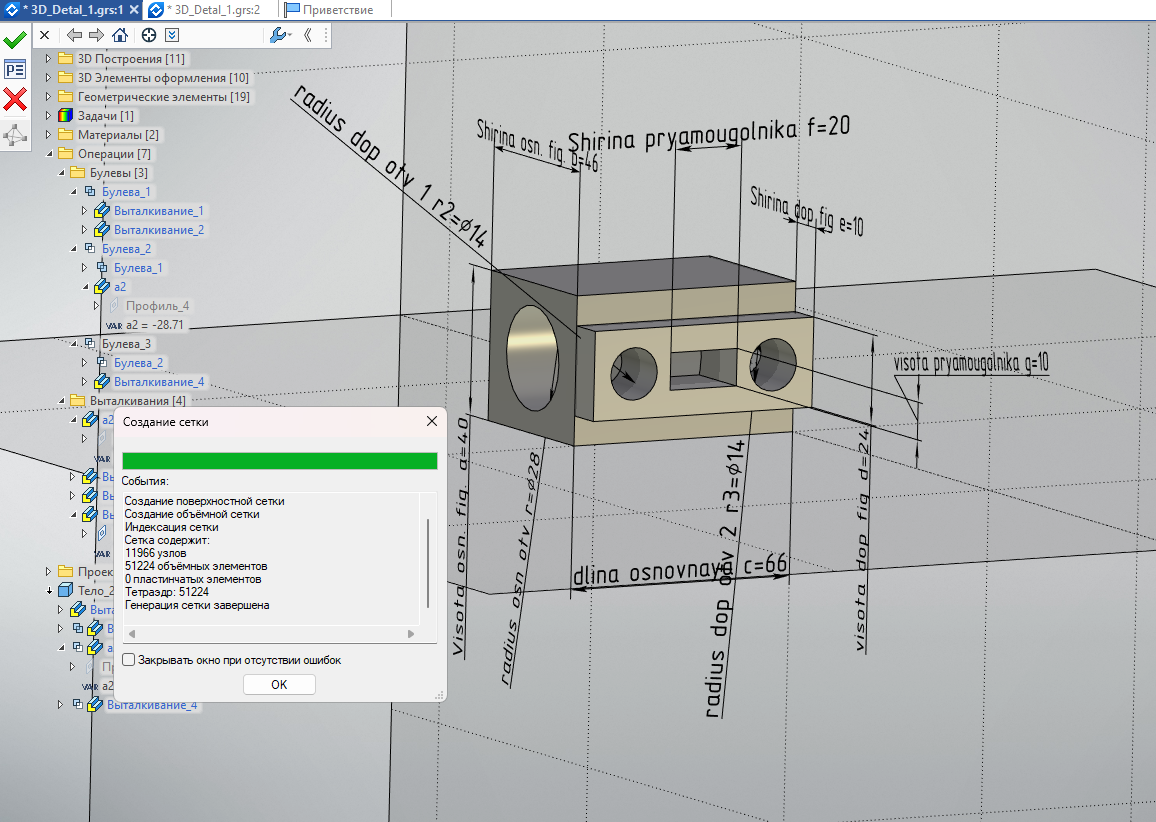 * 3D_Detal_1.grs:1
* 3D_Detal_1.grs:2
Приветствие
3D Построения [11]
3D Элементы оформления [10]
Геометрические элементы [19]
Задачи [1]
Материалы [2]
Операции [7]
Булевы [3]
Булева_1
Выталкивание_1
Выталкивание_2
Булева_2
Булева_1
a2
Профиль_4
VAR a2 = -28.71
Булева_3
Булева_2
Выталкивание_4
Выталкивания [4]
a2
VAR
Вы
Вы
Вы
VAR
Проек
Тело_2
Выта
В
a
П
VAR a2
Выталкивание_4
Создание сетки
События:
Создание поверхностной сетки
Создание объёмной сетки
Индексация сетки
Сетка содержит:
11966 узлов
51224 объёмных элементов
0 пластинчатых элементов
Тетраэдр: 51224
Генерация сетки завершена
Закрывать окно при отсутствии ошибок
OK
radius dop otv 1 r2=ϕ14
Shirina osn. fig. b=46
Shirina pryamougolnika f=20
Shirina dop fig e=10
visota pryamougolnika g=10
Visota osn. fig. a=40
radius osn otv r=ϕ28
dlina osnovnaya c=66
radius dop otv 2 r3=ϕ14
visota dop fig d=24